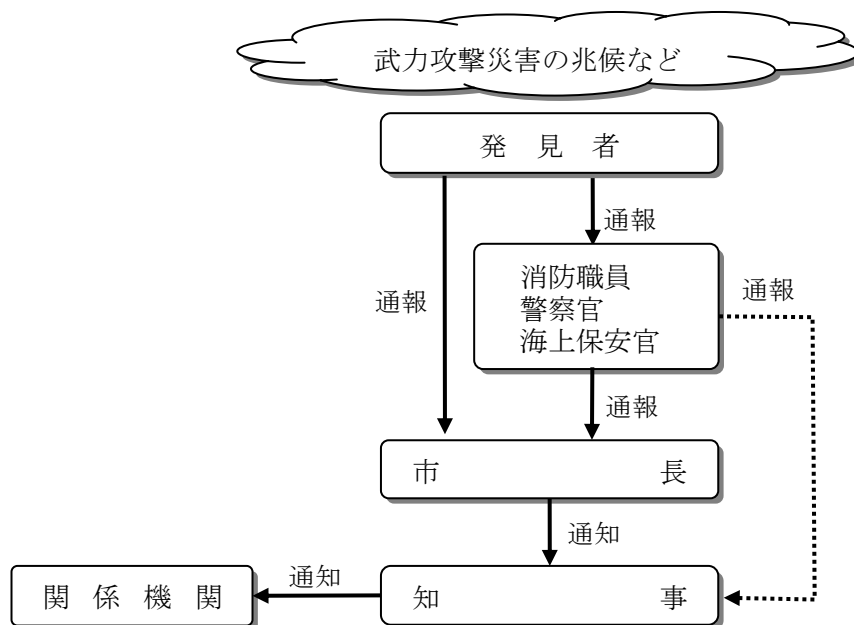 武力攻撃災害の兆候など
発見者
通報
消防職員
警察官
海上保安官
通報
通報
通報
市長
通知
関係機関
通知
知事